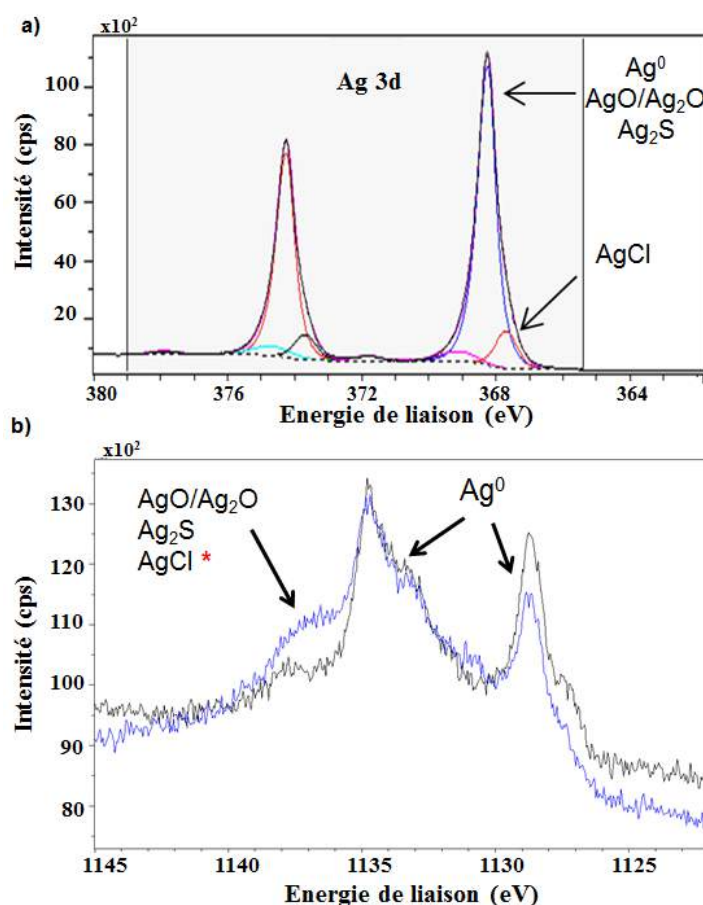 a)
x10²
Ag 3d
Ag⁰
AgO/Ag₂O
Ag₂S
AgCl
Intensité (cps)
100
80
60
40
20
380
376
372
368
364
Energie de liaison (eV)
b)
x10²
AgO/Ag₂O
Ag₂S
AgCl *
Ag⁰
Intensité (cps)
130
120
110
100
90
80
1145
1140
1135
1130
1125
Energie de liaison (eV)